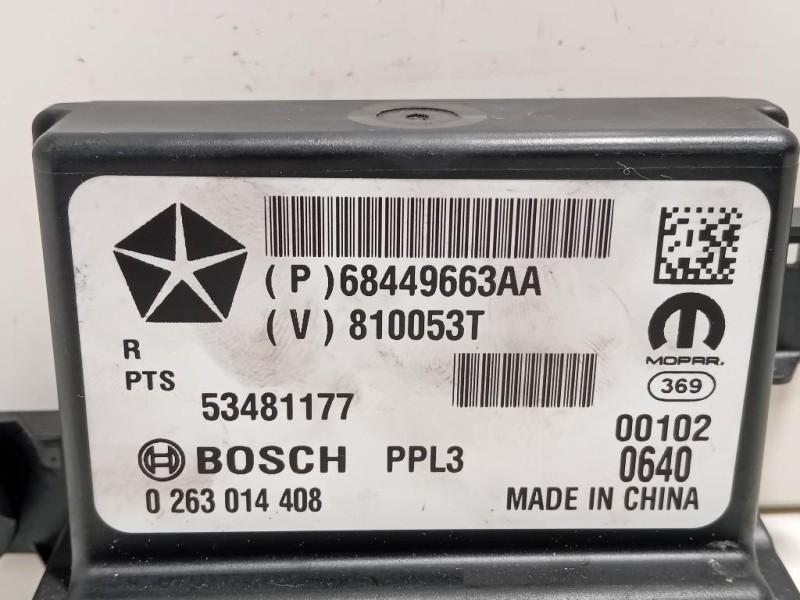 (P)68449663AA
(V)810053T
MOPAR.
R
PTS
369
53481177
00102
BOSCH PPL3
0640
0 263 014 408
MADE IN CHINA